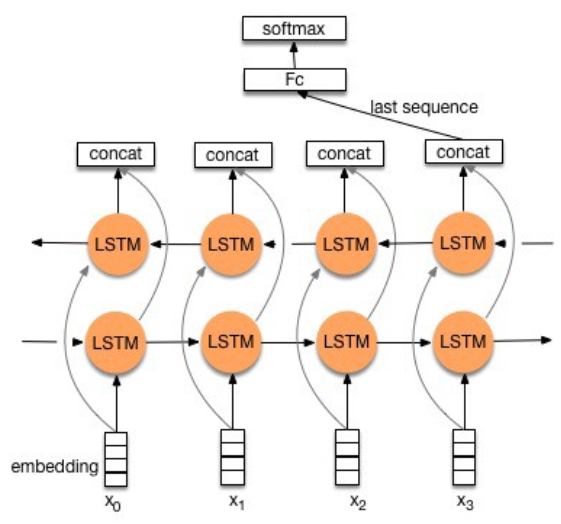 softmax
Fc
last sequence
concat concat concat concat
LSTM LSTM LSTM LSTM
LSTM LSTM LSTM LSTM
embedding
x0 x1 x2 x3